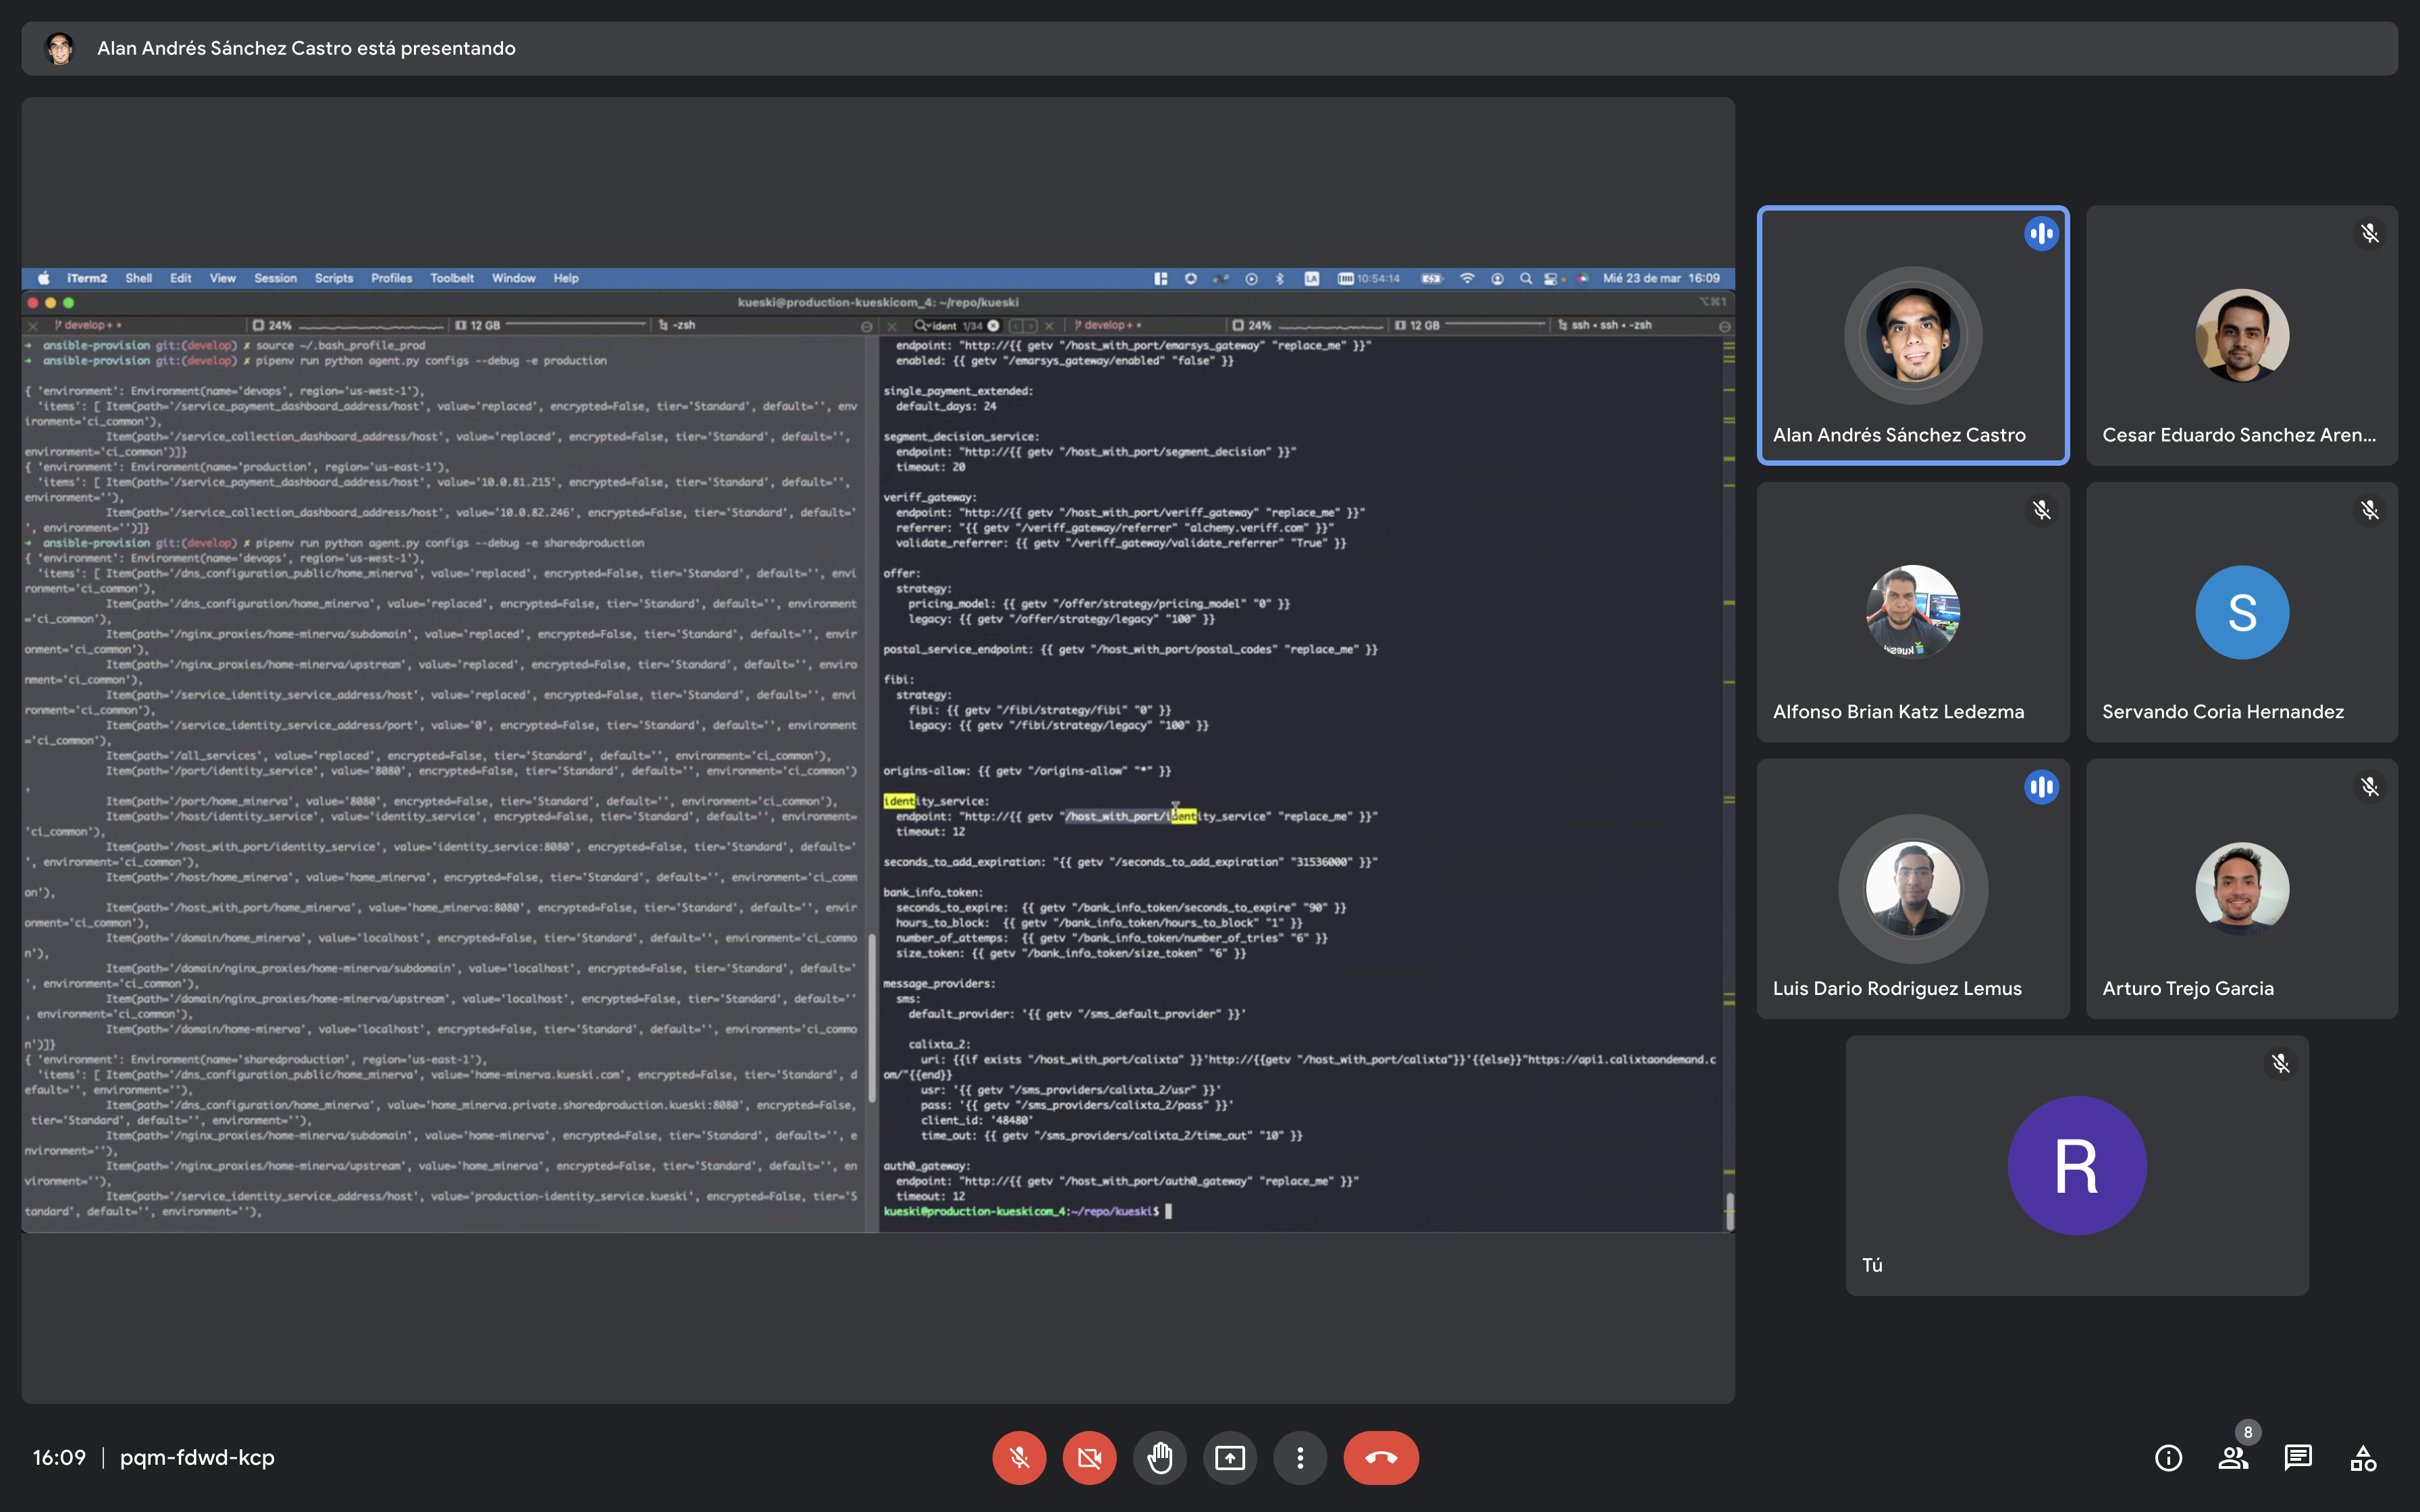 Alan Andrés Sánchez Castro está presentando
iTerm2 Shell Edit View Session Scripts Profiles Toolbelt Window Help
LA 10:54:14 Mié 23 de mar 16:09
kueski@production-kueskicom_4: ~/repo/kueski
⌥⌘1
develop+ • 24% 12 GB -zsh
ident 1/34 develop+ • 24% 12 GB ssh • ssh • -zsh
ansible-provision git:(develop) ✗ source ~/.bash_profile_prod
ansible-provision git:(develop) ✗ pipenv run python agent.py configs --debug -e production
{ 'environment': Environment(name='devops', region='us-west-1'),
'items': [ Item(path='/service_payment_dashboard_address/host', value='replaced', encrypted=False, tier='Standard', default='', env
ironment='ci_common'),
Item(path='/service_collection_dashboard_address/host', value='replaced', encrypted=False, tier='Standard', default='',
environment='ci_common')]}
{ 'environment': Environment(name='production', region='us-east-1'),
'items': [ Item(path='/service_payment_dashboard_address/host', value='10.0.81.215', encrypted=False, tier='Standard', default='',
environment=''),
Item(path='/service_collection_dashboard_address/host', value='10.0.82.246', encrypted=False, tier='Standard', default='
', environment='')]}
ansible-provision git:(develop) ✗ pipenv run python agent.py configs --debug -e sharedproduction
{ 'environment': Environment(name='devops', region='us-west-1'),
'items': [ Item(path='/dns_configuration_public/home_minerva', value='replaced', encrypted=False, tier='Standard', default='', envi
ronment='ci_common'),
Item(path='/dns_configuration/home_minerva', value='replaced', encrypted=False, tier='Standard', default='', environment
='ci_common'),
Item(path='/nginx_proxies/home-minerva/subdomain', value='replaced', encrypted=False, tier='Standard', default='', envir
onment='ci_common'),
Item(path='/nginx_proxies/home-minerva/upstream', value='replaced', encrypted=False, tier='Standard', default='', enviro
nment='ci_common'),
Item(path='/service_identity_service_address/host', value='replaced', encrypted=False, tier='Standard', default='', envi
ronment='ci_common'),
Item(path='/service_identity_service_address/port', value='0', encrypted=False, tier='Standard', default='', environment
='ci_common'),
Item(path='/all_services', value='replaced', encrypted=False, tier='Standard', default='', environment='ci_common'),
Item(path='/port/identity_service', value='8080', encrypted=False, tier='Standard', default='', environment='ci_common')
,
Item(path='/port/home_minerva', value='8080', encrypted=False, tier='Standard', default='', environment='ci_common'),
Item(path='/host/identity_service', value='identity_service', encrypted=False, tier='Standard', default='', environment=
'ci_common'),
Item(path='/host_with_port/identity_service', value='identity_service:8080', encrypted=False, tier='Standard', default='
', environment='ci_common'),
Item(path='/host/home_minerva', value='home_minerva', encrypted=False, tier='Standard', default='', environment='ci_comm
on'),
Item(path='/host_with_port/home_minerva', value='home_minerva:8080', encrypted=False, tier='Standard', default='', envir
onment='ci_common'),
Item(path='/domain/home_minerva', value='localhost', encrypted=False, tier='Standard', default='', environment='ci_commo
n'),
Item(path='/domain/nginx_proxies/home-minerva/subdomain', value='localhost', encrypted=False, tier='Standard', default='
', environment='ci_common'),
Item(path='/domain/nginx_proxies/home-minerva/upstream', value='localhost', encrypted=False, tier='Standard', default=''
, environment='ci_common'),
Item(path='/domain/home-minerva', value='localhost', encrypted=False, tier='Standard', default='', environment='ci_commo
n')]}
{ 'environment': Environment(name='sharedproduction', region='us-east-1'),
'items': [ Item(path='/dns_configuration_public/home_minerva', value='home-minerva.kueski.com', encrypted=False, tier='Standard', d
efault='', environment=''),
Item(path='/dns_configuration/home_minerva', value='home_minerva.private.sharedproduction.kueski:8080', encrypted=False,
tier='Standard', default='', environment=''),
Item(path='/nginx_proxies/home-minerva/subdomain', value='home-minerva', encrypted=False, tier='Standard', default='', e
nvironment=''),
Item(path='/nginx_proxies/home-minerva/upstream', value='home_minerva', encrypted=False, tier='Standard', default='', en
vironment=''),
Item(path='/service_identity_service_address/host', value='production-identity_service.kueski', encrypted=False, tier='S
tandard', default='', environment=''),
endpoint: "http://{{ getv "/host_with_port/emarsys_gateway" "replace_me" }}"
enabled: {{ getv "/emarsys_gateway/enabled" "false" }}
single_payment_extended:
default_days: 24
segment_decision_service:
endpoint: "http://{{ getv "/host_with_port/segment_decision" }}"
timeout: 20
veriff_gateway:
endpoint: "http://{{ getv "/host_with_port/veriff_gateway" "replace_me" }}"
referrer: "{{ getv "/veriff_gateway/referrer" "alchemy.veriff.com" }}"
validate_referrer: {{ getv "/veriff_gateway/validate_referrer" "True" }}
offer:
strategy:
pricing_model: {{ getv "/offer/strategy/pricing_model" "0" }}
legacy: {{ getv "/offer/strategy/legacy" "100" }}
postal_service_endpoint: {{ getv "/host_with_port/postal_codes" "replace_me" }}
fibi:
strategy:
fibi: {{ getv "/fibi/strategy/fibi" "0" }}
legacy: {{ getv "/fibi/strategy/legacy" "100" }}
origins-allow: {{ getv "/origins-allow" "*" }}
identity_service:
endpoint: "http://{{ getv "/host_with_port/identity_service" "replace_me" }}"
timeout: 12
seconds_to_add_expiration: "{{ getv "/seconds_to_add_expiration" "31536000" }}"
bank_info_token:
seconds_to_expire: {{ getv "/bank_info_token/seconds_to_expire" "90" }}
hours_to_block: {{ getv "/bank_info_token/hours_to_block" "1" }}
number_of_attemps: {{ getv "/bank_info_token/number_of_tries" "6" }}
size_token: {{ getv "/bank_info_token/size_token" "6" }}
message_providers:
sms:
default_provider: '{{ getv "/sms_default_provider" }}'
calixta_2:
uri: {{if exists "/host_with_port/calixta" }}'http://{{getv "/host_with_port/calixta"}}'{{else}}"https://api1.calixtaondemand.c
om/"{{end}}
usr: '{{ getv "/sms_providers/calixta_2/usr" }}'
pass: '{{ getv "/sms_providers/calixta_2/pass" }}'
client_id: '48480'
time_out: {{ getv "/sms_providers/calixta_2/time_out" "10" }}
auth0_gateway:
endpoint: "http://{{ getv "/host_with_port/auth0_gateway" "replace_me" }}"
timeout: 12
kueski@production-kueskicom_4:~/repo/kueski$
Alan Andrés Sánchez Castro
Cesar Eduardo Sanchez Aren...
Alfonso Brian Katz Ledezma
S
Servando Coria Hernandez
Luis Dario Rodriguez Lemus
Arturo Trejo Garcia
R
Tú
16:09 | pqm-fdwd-kcp
8